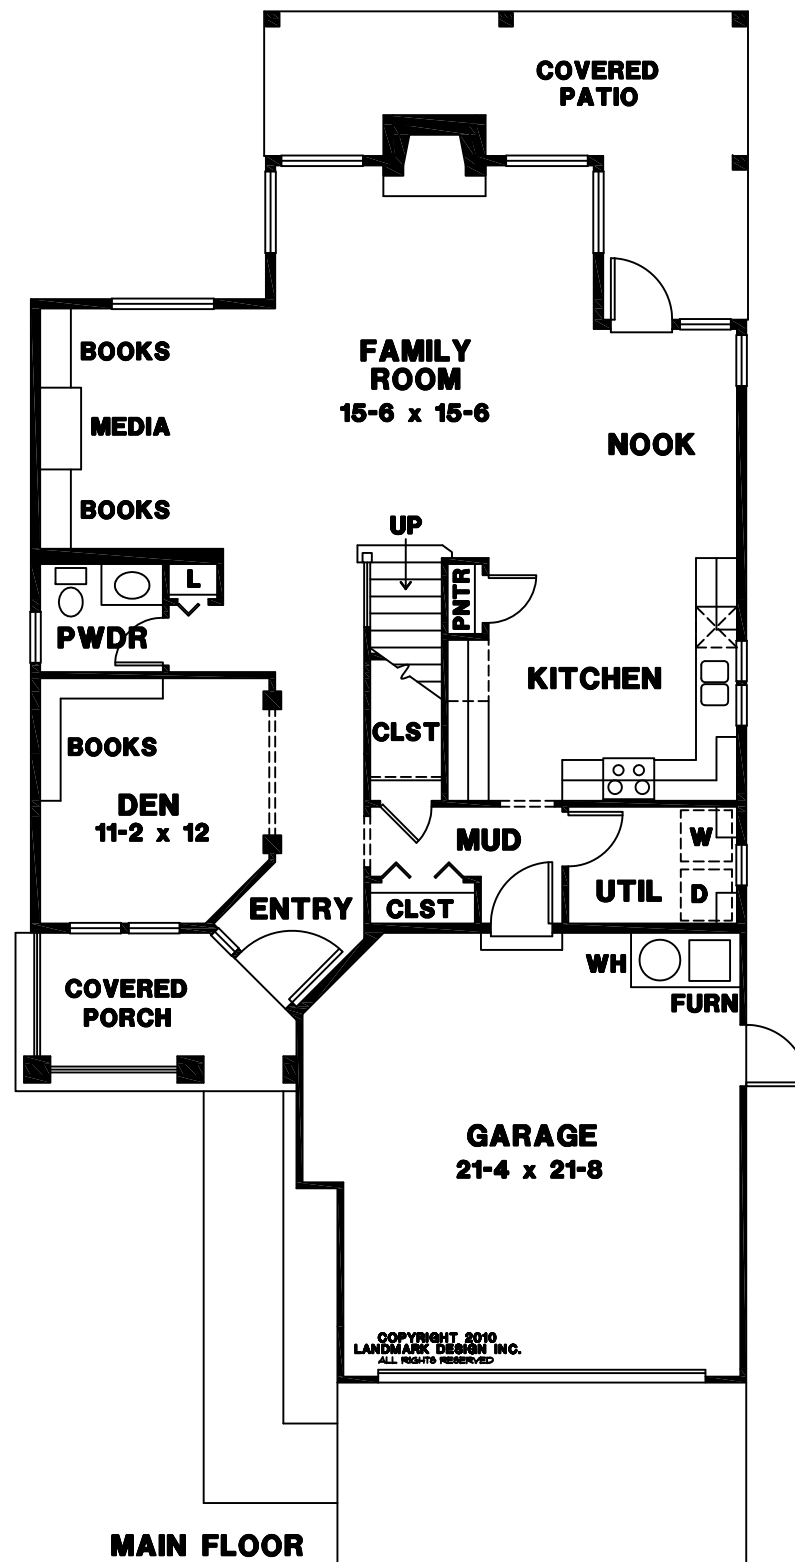 COVERED
PATIO
BOOKS
FAMILY
ROOM
15-6 x 15-6
MEDIA
NOOK
BOOKS
UP
L
PNTR
PWDR
KITCHEN
CLST
BOOKS
DEN
11-2 x 12
MUD
W
UTIL
D
ENTRY
CLST
WH
COVERED
PORCH
FURN
GARAGE
21-4 x 21-8
COPYRIGHT 2010
LANDMARK DESIGN INC.
ALL RIGHTS RESERVED
MAIN FLOOR